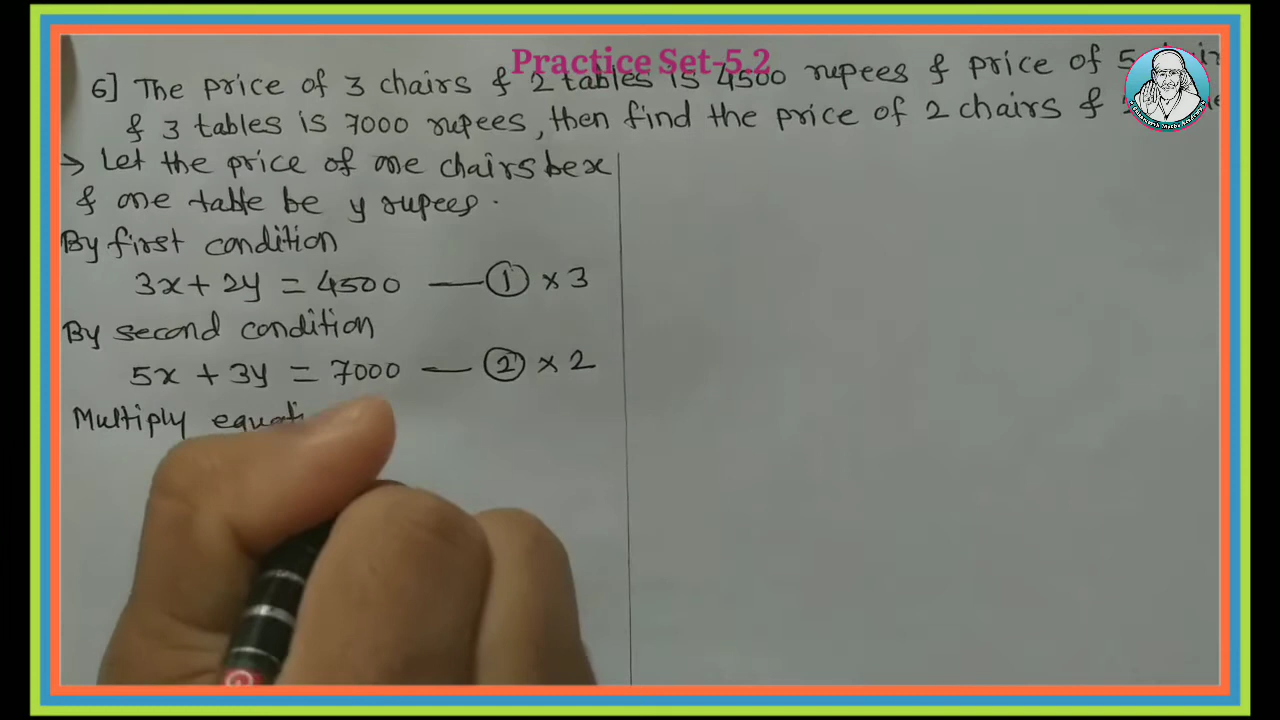 Practice Set-5.2
6] The price of 3 chairs & 2 tables is 4500 rupees & price of 5
& 3 tables is 7000 rupees, then find the price of 2 chairs &
→ Let the price of one chairs be x
& one table be y rupees.
By first condition
3x + 2y = 4500 — ① × 3
By second condition
5x + 3y = 7000 — ② × 2
Multiply equati